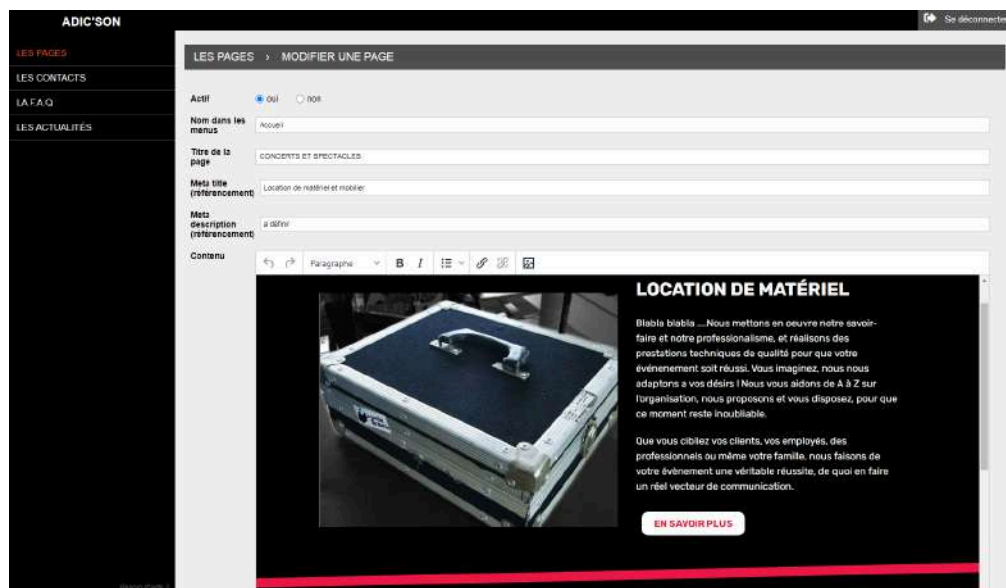 ADIC'SON
Se déconnecter
LES PAGES
LES CONTACTS
LA F.A.Q
LES ACTUALITÉS
LES PAGES > MODIFIER UNE PAGE
Actif oui non
Nom dans les
menus
Accueil
Titre de la
page
CONCERTS ET SPECTACLES
Meta title
(référencement)
Location de matériel et mobilier
Meta
description
(référencement)
a définir
Contenu
Paragraphe
B I
LOCATION DE MATÉRIEL
Blabla blabla ....Nous mettons en oeuvre notre savoir-
faire et notre professionalisme, et réalisons des
prestations techniques de qualité pour que votre
événenement soit réussi. Vous imaginez, nous nous
adaptons a vos désirs ! Nous vous aidons de A à Z sur
l'organisation, nous proposons et vous disposez, pour que
ce moment reste inoubliable.
Que vous cibliez vos clients, vos employés, des
professionnels ou même votre famille, nous faisons de
votre évènement une véritable réussite, de quoi en faire
un réel vecteur de communication.
EN SAVOIR PLUS